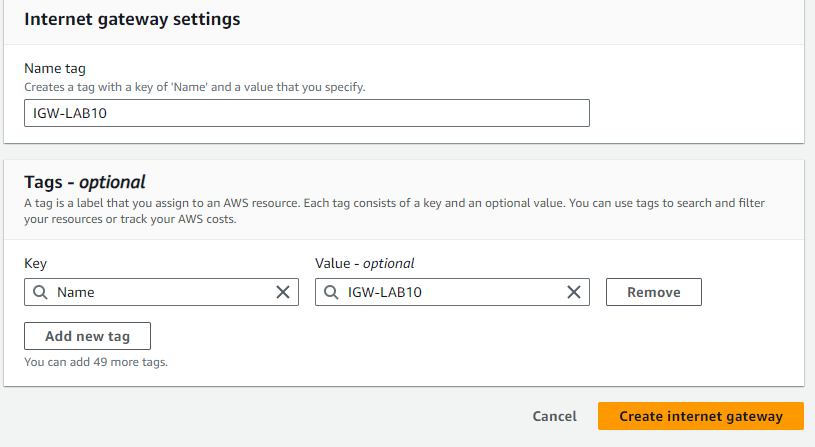 Internet gateway settings
Name tag
Creates a tag with a key of 'Name' and a value that you specify.
IGW-LAB10
Tags - optional
A tag is a label that you assign to an AWS resource. Each tag consists of a key and an optional value. You can use tags to search and filter
your resources or track your AWS costs.
Key
Value - optional
Name
IGW-LAB10
Remove
Add new tag
You can add 49 more tags.
Cancel
Create internet gateway